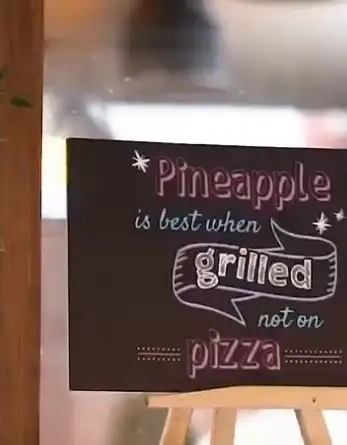 Pineapple
is best when
grilled
not on
pizza